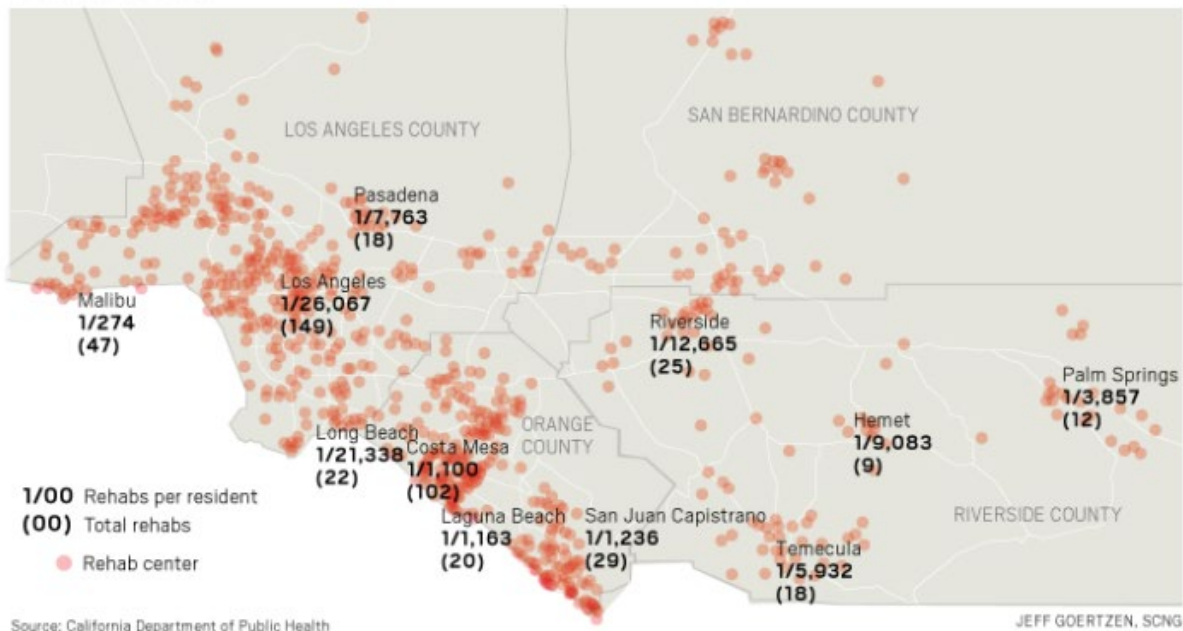 LOS ANGELES COUNTY
SAN BERNARDINO COUNTY
Pasadena
1/7,763
(18)
Los Angeles
1/26,067
(149)
Malibu
1/274
(47)
Riverside
1/12,665
(25)
Palm Springs
1/3,857
(12)
Hemet
1/9,083
(9)
ORANGE
COUNTY
Long Beach
1/21,338
(22)
Costa Mesa
1/1,100
(102)
Laguna Beach
1/1,163
(20)
San Juan Capistrano
1/1,236
(29)
RIVERSIDE COUNTY
Temecula
1/5,932
(18)
1/00 Rehabs per resident
(00) Total rehabs
Rehab center
Source: California Department of Public Health
JEFF GOERTZEN, SCNG